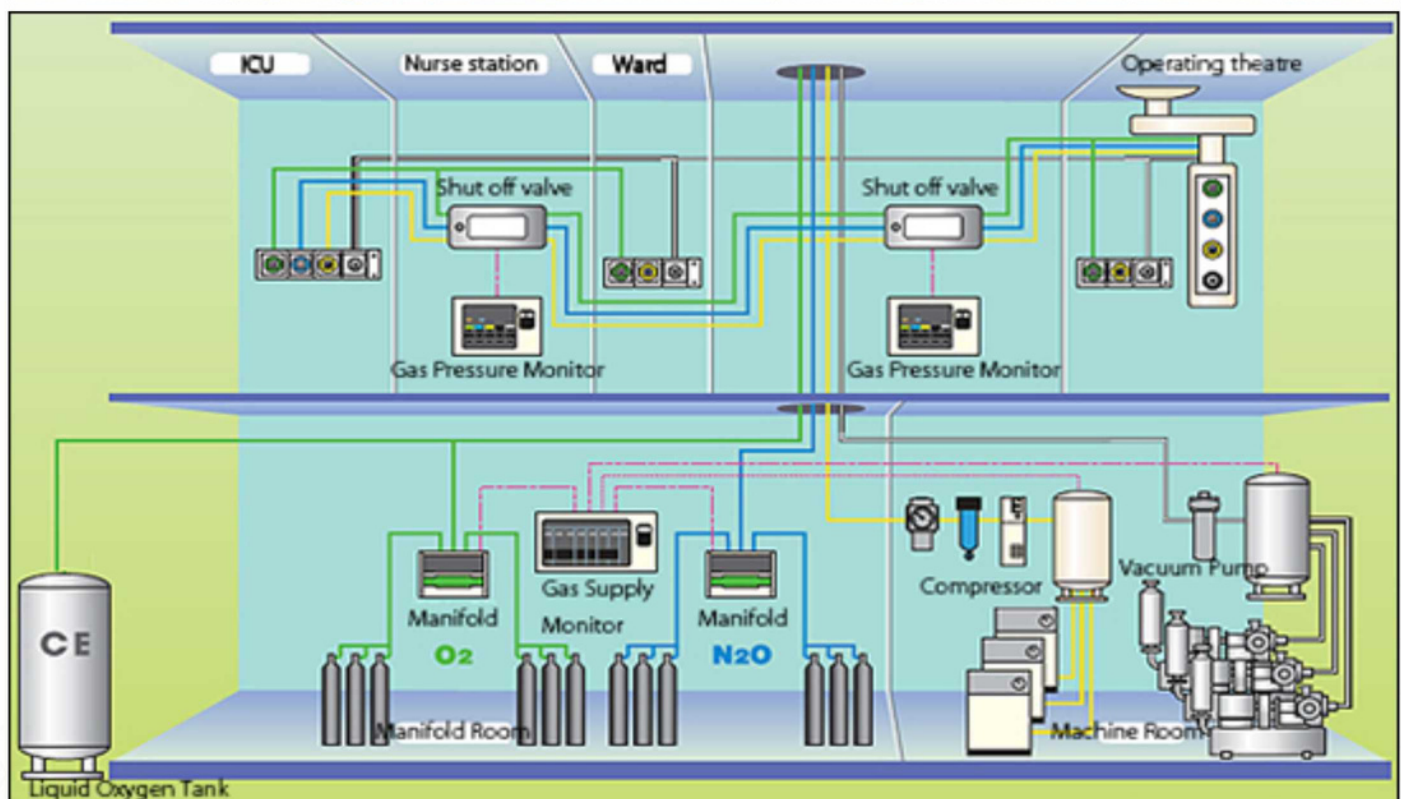 ICU
Nurse station
Ward
Operating theatre
Shut off valve
Shut off valve
Gas Pressure Monitor
Gas Pressure Monitor
CE
Manifold
O2
Gas Supply
Monitor
Manifold
N2O
Compressor
Vacuum Pump
Manifold Room
Machine Room
Liquid Oxygen Tank